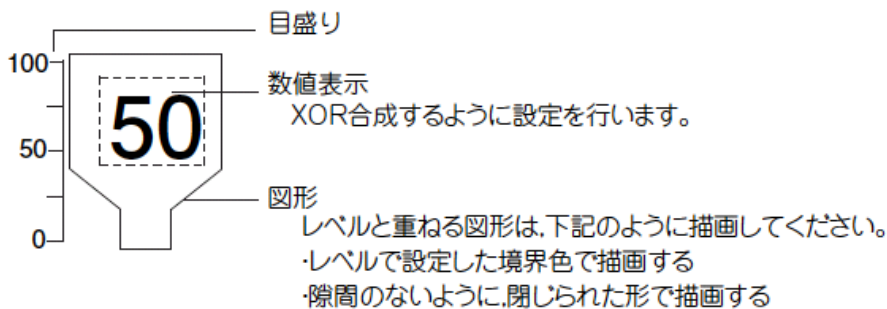 目盛り
100
数値表示
50
XOR合成するように設定を行います。
50
図形
レベルと重ねる図形は,下記のように描画してください。
0
・レベルで設定した境界色で描画する
・隙間のないように,閉じられた形で描画する